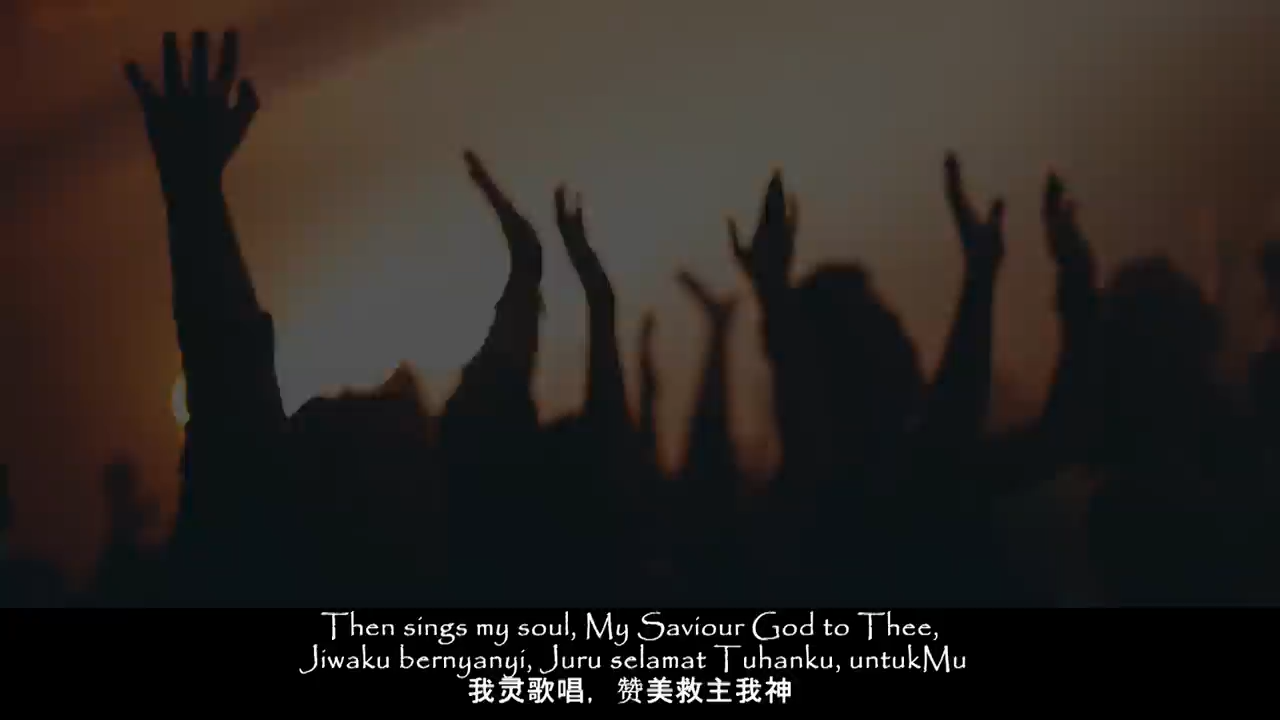 Then sings my soul, My Saviour God to Thee,
Jiwaku bernyanyi, Juru selamat Tuhanku, untukMu
我灵歌唱，赞美救主我神